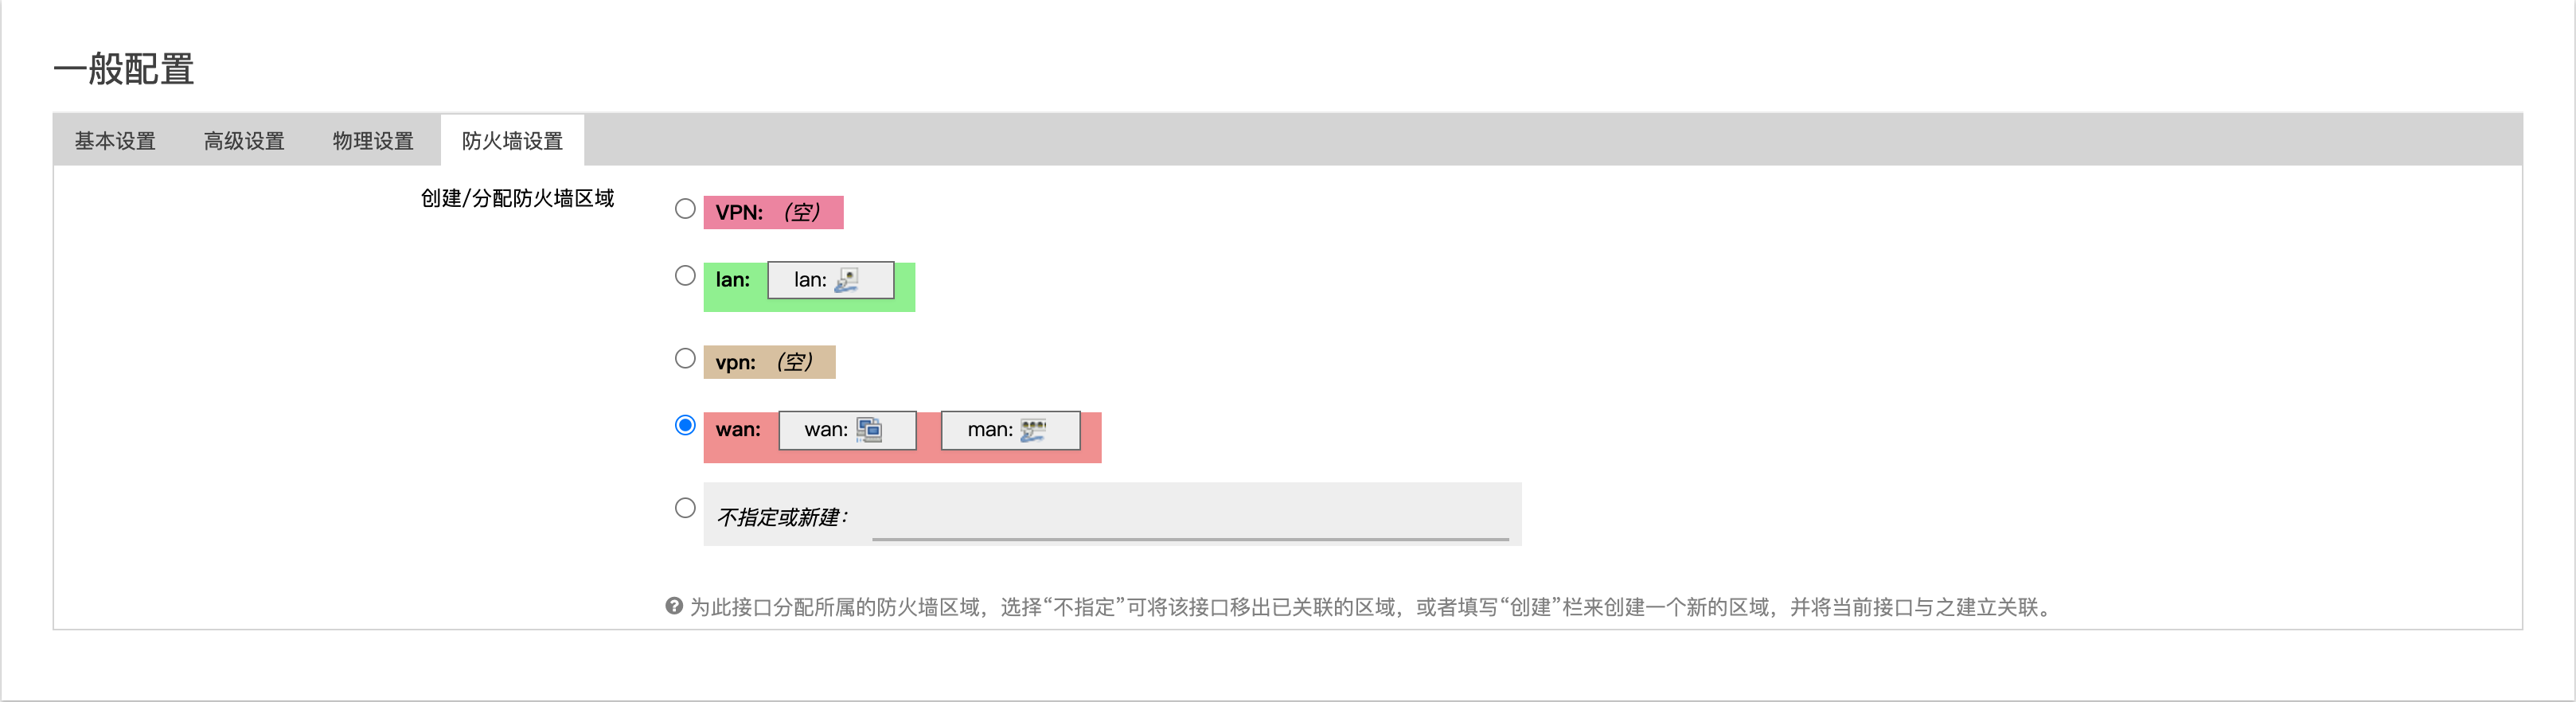 一般配置
基本设置 高级设置 物理设置 防火墙设置
创建/分配防火墙区域
VPN: （空）
lan: lan:
vpn: （空）
wan: wan: man:
不指定或新建：
为此接口分配所属的防火墙区域，选择“不指定”可将该接口移出已关联的区域，或者填写“创建”栏来创建一个新的区域，并将当前接口与之建立关联。